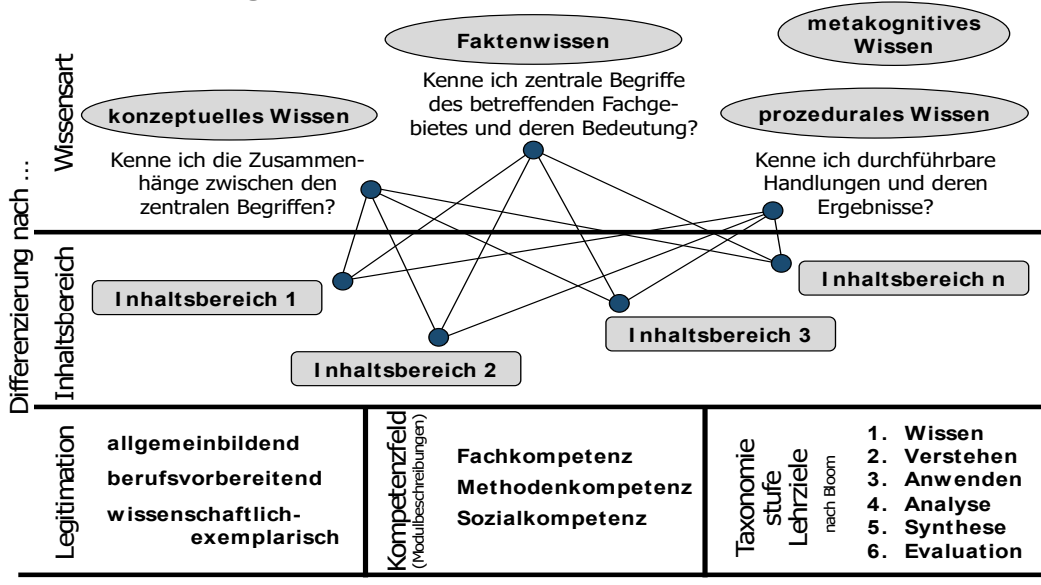 Differenzierung nach ...
Wissensart
metakognitives
Wissen
Faktenwissen
Kenne ich zentrale Begriffe
des betreffenden Fachge-
bietes und deren Bedeutung?
konzeptuelles Wissen
Kenne ich die Zusammen-
hänge zwischen den
zentralen Begriffen?
prozedurales Wissen
Kenne ich durchführbare
Handlungen und deren
Ergebnisse?
Inhaltsbereich
Inhaltsbereich 1
Inhaltsbereich 2
Inhaltsbereich 3
Inhaltsbereich n
Legitimation
allgemeinbildend
berufsvorbereitend
wissenschaftlich-
exemplarisch
Kompetenzfeld
(Modulbeschreibungen)
Fachkompetenz
Methodenkompetenz
Sozialkompetenz
Taxonomie
stufe
Lehrziele
nach Bloom
1. Wissen
2. Verstehen
3. Anwenden
4. Analyse
5. Synthese
6. Evaluation